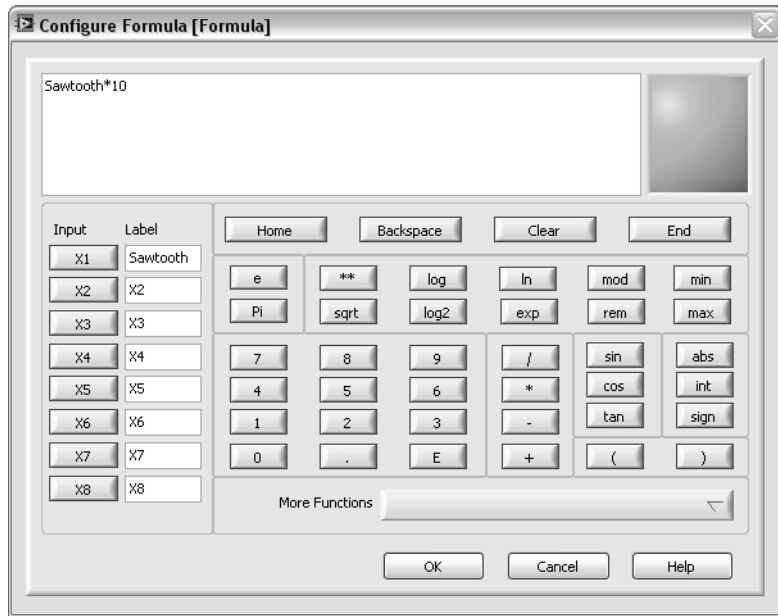 Configure Formula [Formula]
Sawtooth*10
Input Label
Home Backspace Clear End
X1 Sawtooth
X2 X2
X3 X3
X4 X4
X5 X5
X6 X6
X7 X7
X8 X8
e ** log ln mod min
Pi sqrt log2 exp rem max
7 8 9 / sin abs
4 5 6 * cos int
1 2 3 - tan sign
0 . E + ( )
More Functions
OK Cancel Help